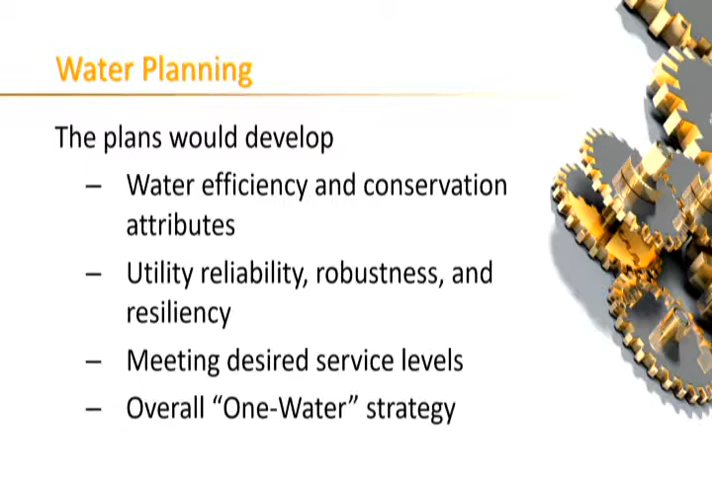 Water Planning
The plans would develop
– Water efficiency and conservation
attributes
– Utility reliability, robustness, and
resiliency
– Meeting desired service levels
– Overall “One-Water” strategy